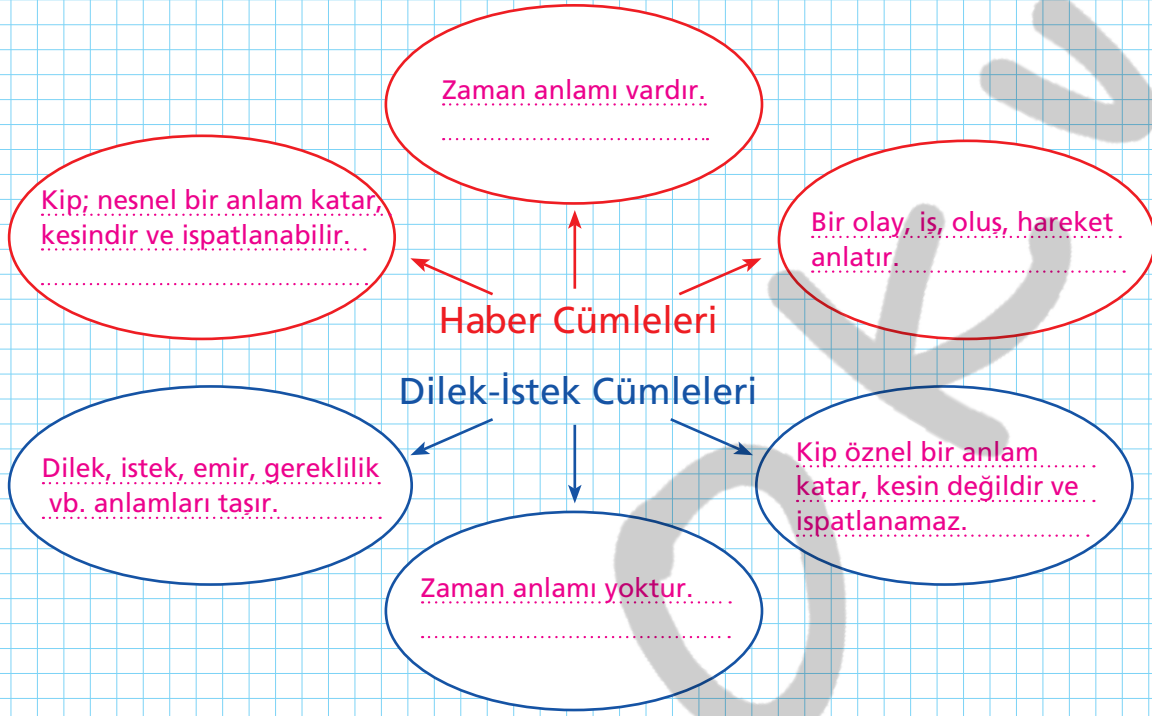 Zaman anlamı vardır.
Kip; nesnel bir anlam katar,
kesindir ve ispatlanabilir.
Bir olay, iş, oluş, hareket
anlatır.
Haber Cümleleri
Dilek-İstek Cümleleri
Dilek, istek, emir, gereklilik
vb. anlamları taşır.
Kip öznel bir anlam
katar, kesin değildir ve
ispatlanamaz.
Zaman anlamı yoktur.